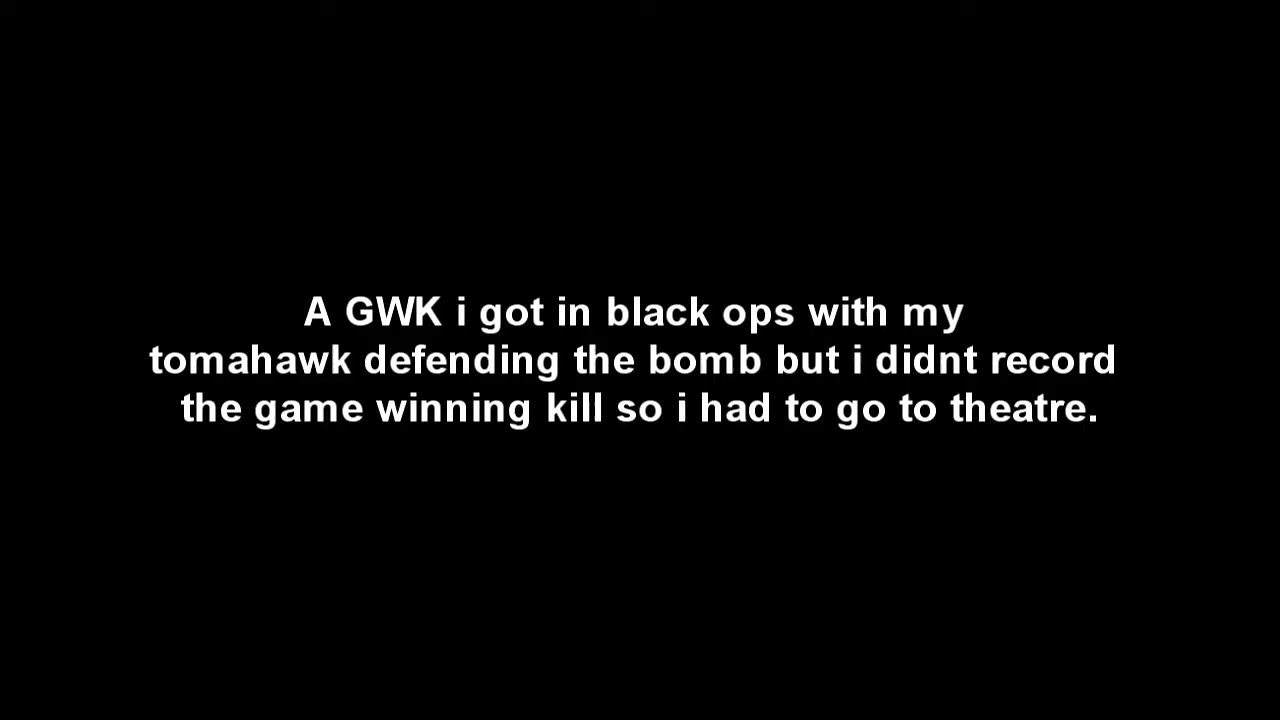 A GWK i got in black ops with my
tomahawk defending the bomb but i didnt record
the game winning kill so i had to go to theatre.